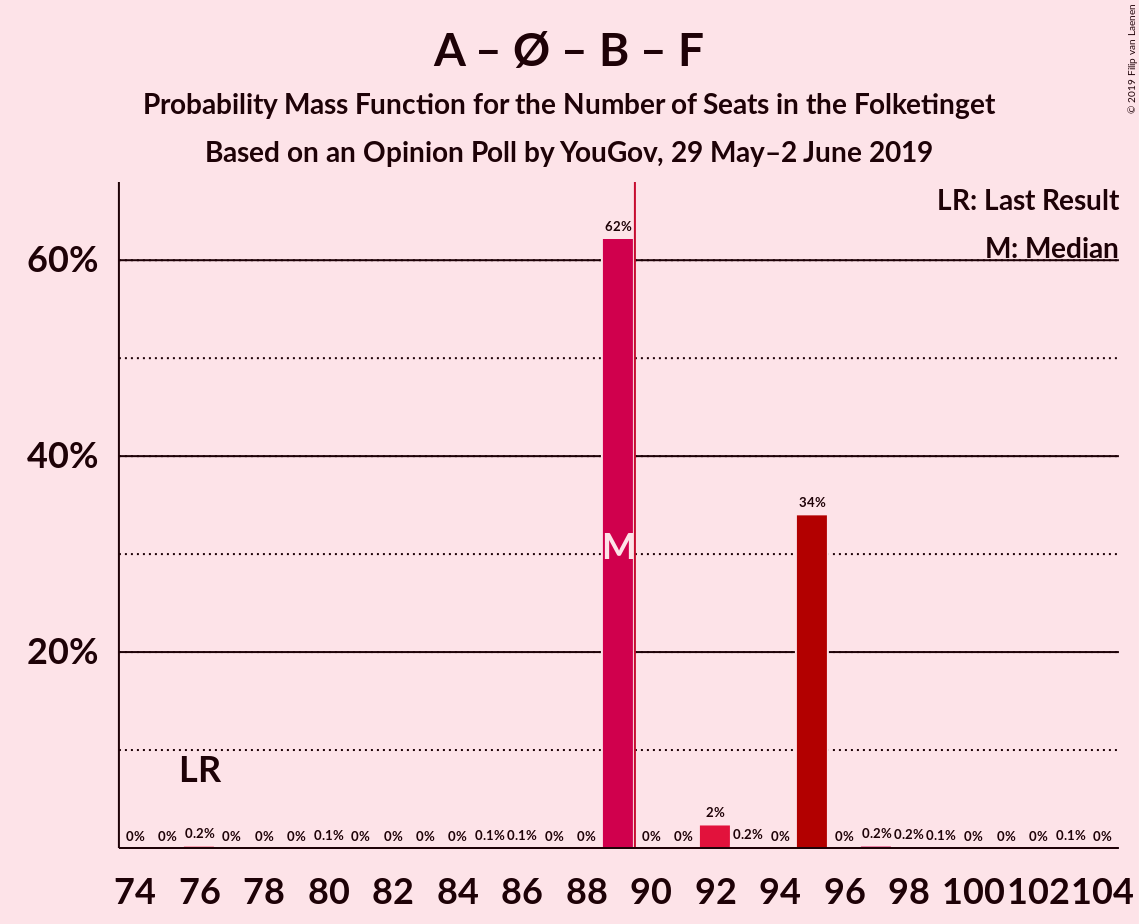 A – Ø – B – F
Probability Mass Function for the Number of Seats in the Folketinget
Based on an Opinion Poll by YouGov, 29 May–2 June 2019
© 2019 Filip van Laenen
LR: Last Result
M: Median
60%
40%
20%
62%
M
34%
LR
2%
0% 0% 0.2% 0% 0% 0% 0.1% 0% 0% 0% 0% 0.1% 0.1% 0% 0% 0% 0% 0.2% 0% 0% 0.2% 0.2% 0.1% 0% 0% 0% 0.1% 0%
74 76 78 80 82 84 86 88 90 92 94 96 98 100 102 104